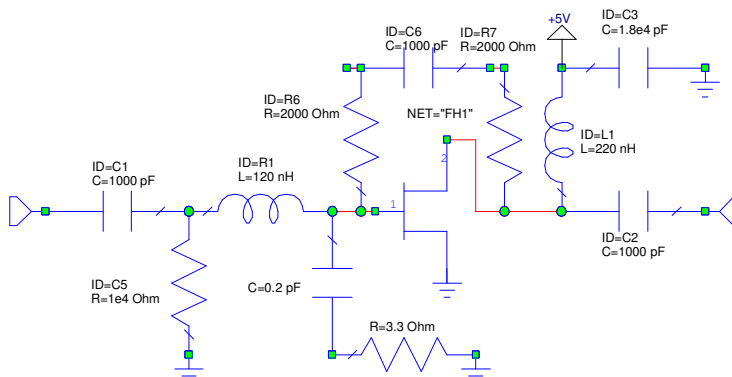 +5V
ID=C6
C=1000 pF
ID=R7
R=2000 Ohm
ID=C3
C=1.8e4 pF
ID=R6
R=2000 Ohm
NET="FH1"
ID=L1
L=220 nH
2
ID=C1
C=1000 pF
ID=R1
L=120 nH
1
ID=C2
C=1000 pF
ID=C5
R=1e4 Ohm
C=0.2 pF
R=3.3 Ohm